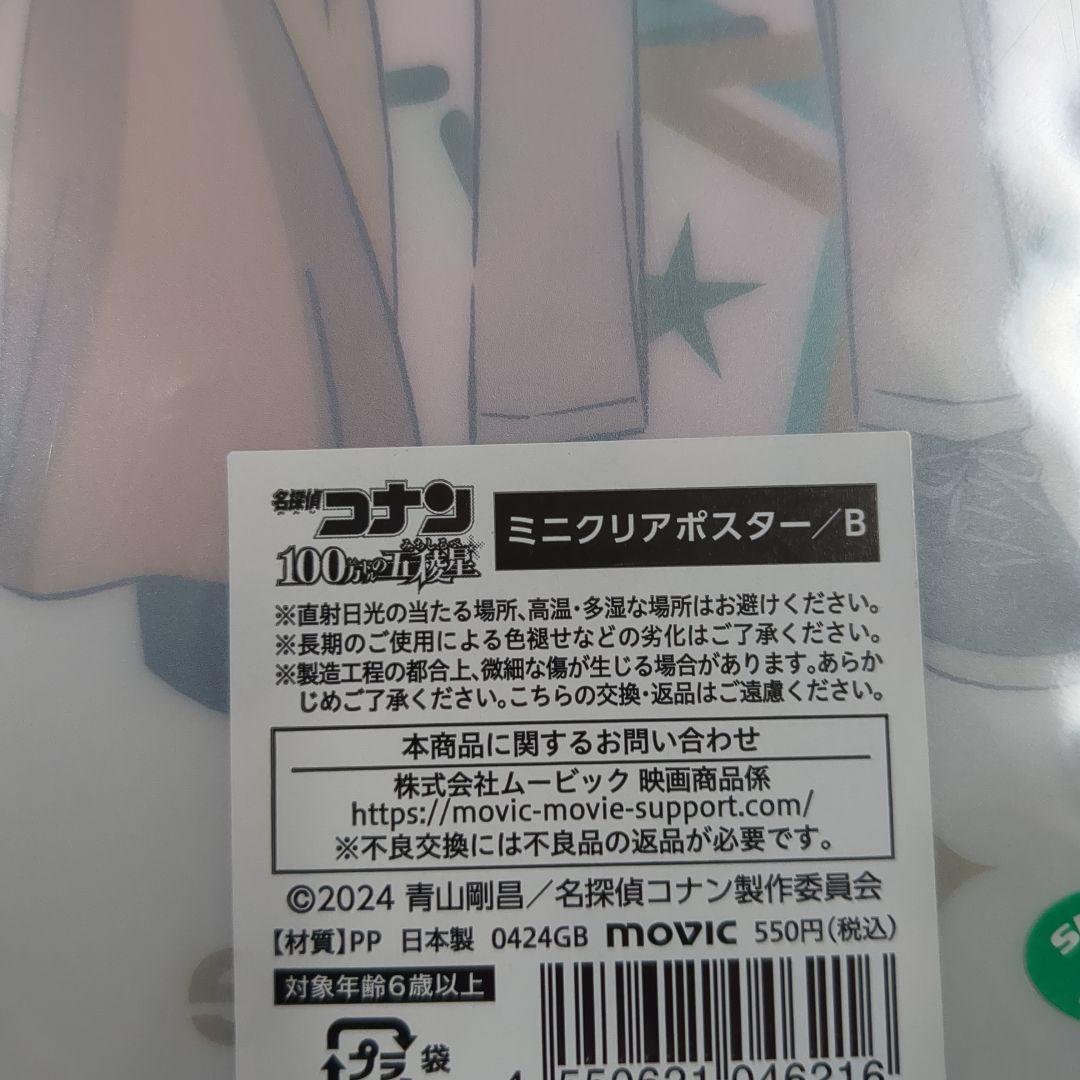 名探偵コナン
100万ドルの五稜星
みちしるべ
ミニクリアポスター／B
※直射日光の当たる場所、高温・多湿な場所はお避けください。
※長期のご使用による色褪せなどの劣化はご了承ください。
※製造工程の都合上、微細な傷が生じる場合があります。あらか
じめご了承ください。こちらの交換・返品はご遠慮ください。
本商品に関するお問い合わせ
株式会社ムービック 映画商品係
https://movic-movie-support.com/
※不良交換には不良品の返品が必要です。
©2024 青山剛昌／名探偵コナン製作委員会
【材質】PP 日本製 0424GB movic 550円(税込)
対象年齢6歳以上
プラ 袋
4 550621 046216